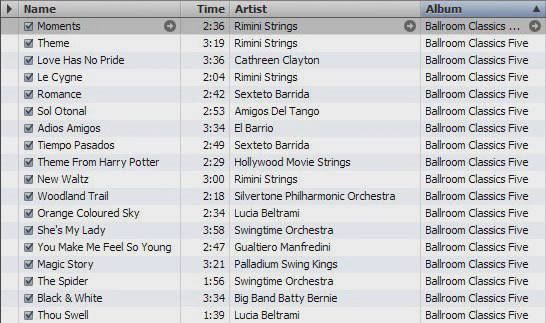 Name Time Artist Album
Moments 2:36 Rimini Strings Ballroom Classics ...
Theme 3:19 Rimini Strings Ballroom Classics Five
Love Has No Pride 3:36 Cathreen Clayton Ballroom Classics Five
Le Cygne 2:04 Rimini Strings Ballroom Classics Five
Romance 2:42 Sexteto Barrida Ballroom Classics Five
Sol Otonal 2:53 Amigos Del Tango Ballroom Classics Five
Adios Amigos 3:34 El Barrio Ballroom Classics Five
Tiempo Pasados 2:49 Sexteto Barrida Ballroom Classics Five
Theme From Harry Potter 2:29 Hollywood Movie Strings Ballroom Classics Five
New Waltz 3:00 Rimini Strings Ballroom Classics Five
Woodland Trail 2:18 Silvertone Philharmonic Orchestra Ballroom Classics Five
Orange Coloured Sky 2:34 Lucia Beltrami Ballroom Classics Five
She's My Lady 3:58 Swingtime Orchestra Ballroom Classics Five
You Make Me Feel So Young 2:47 Gualtiero Manfredini Ballroom Classics Five
Magic Story 3:21 Palladium Swing Kings Ballroom Classics Five
The Spider 1:56 Swingtime Orchestra Ballroom Classics Five
Black & White 3:34 Big Band Batty Bernie Ballroom Classics Five
Thou Swell 1:39 Lucia Beltrami Ballroom Classics Five